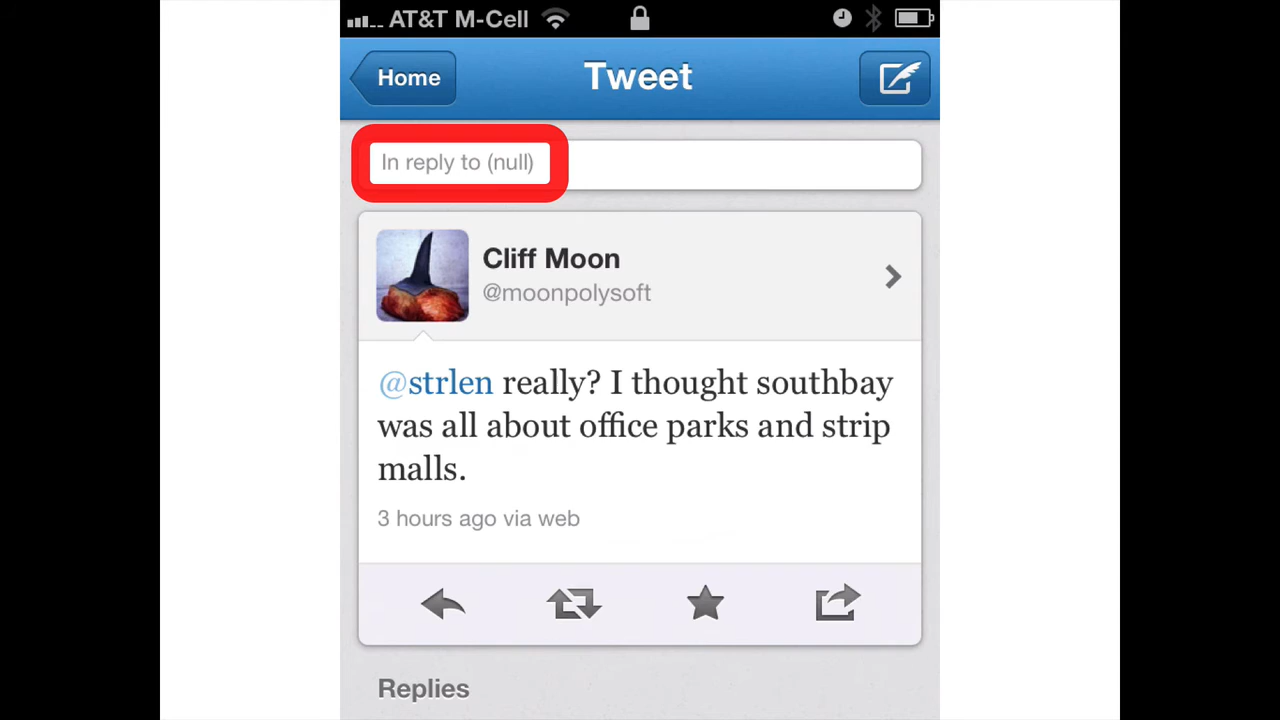 AT&T M-Cell
Home
Tweet
In reply to (null)
Cliff Moon
@moonpolysoft
@strlen really? I thought southbay
was all about office parks and strip
malls.
3 hours ago via web
Replies